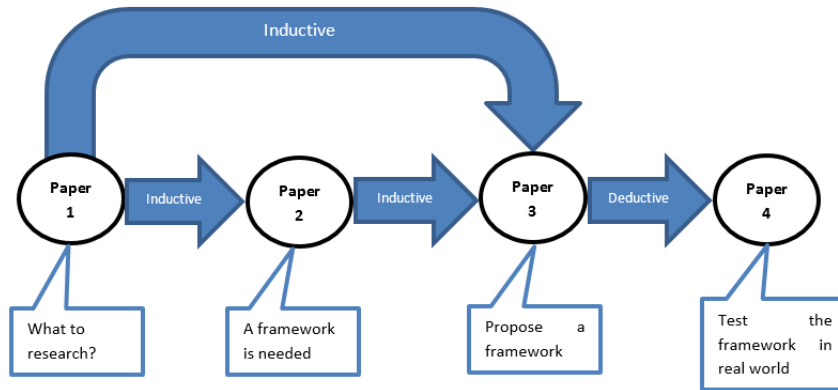 Inductive
Paper
1
Inductive
Paper
2
Inductive
Paper
3
Deductive
Paper
4
What to
research?
A framework
is needed
Propose a
framework
Test the
framework in
real world